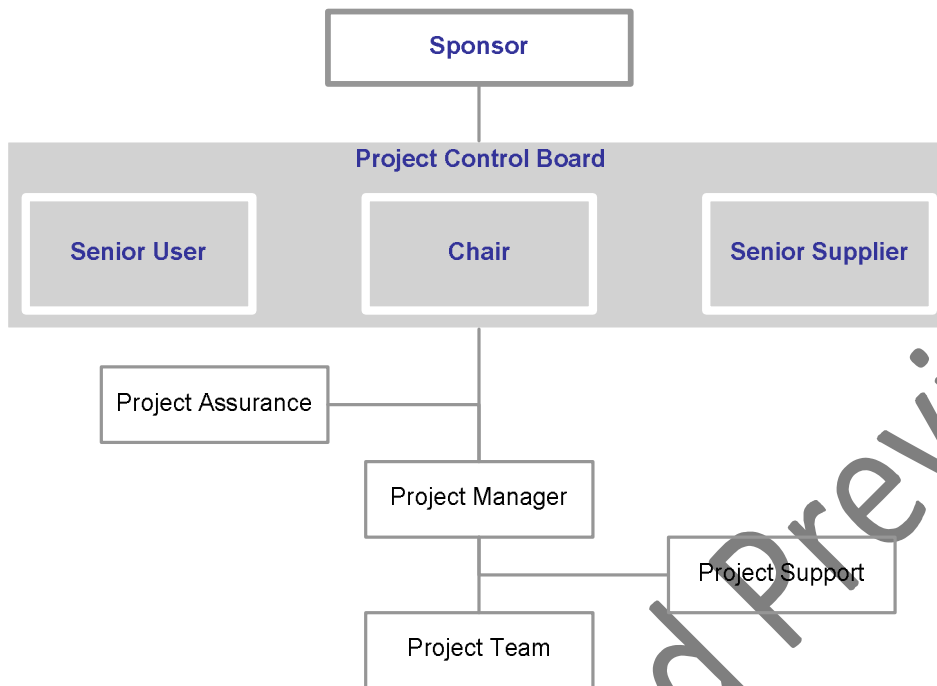 Sponsor
Project Control Board
Senior User
Chair
Senior Supplier
Project Assurance
Project Manager
Project Support
Project Team